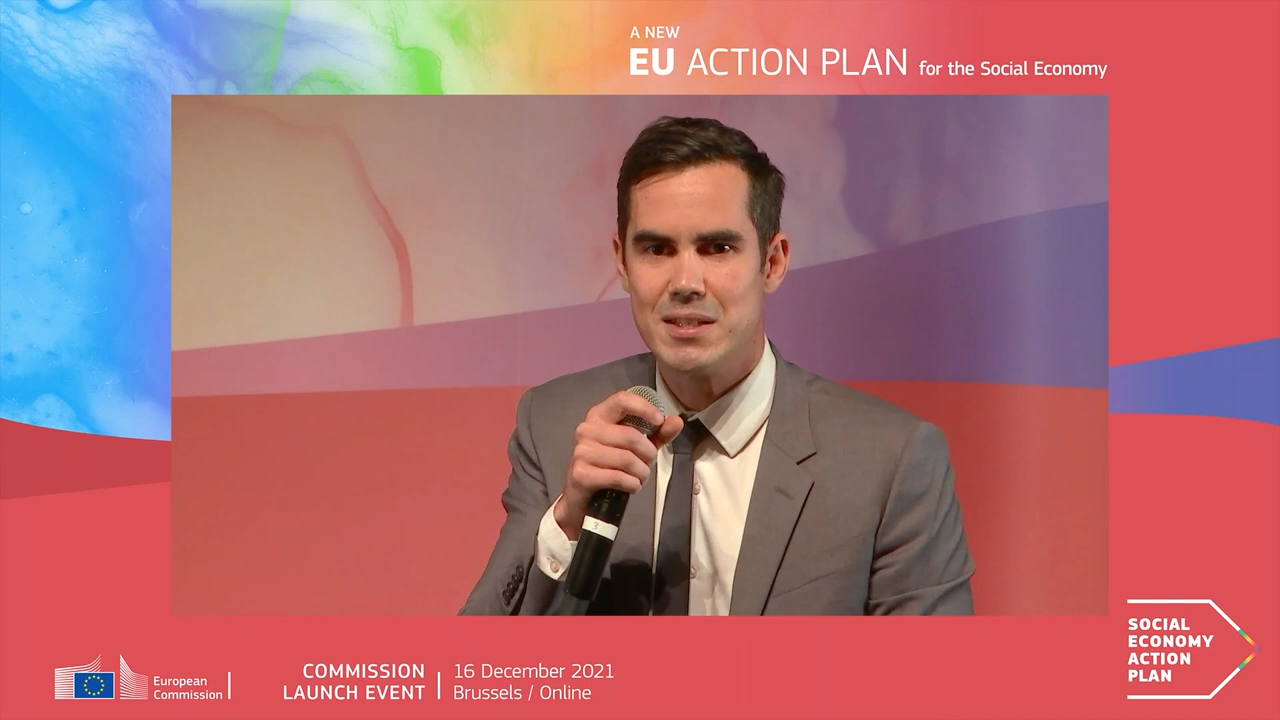 A NEW
EU ACTION PLAN for the Social Economy
3
European
Commission
COMMISSION
LAUNCH EVENT
16 December 2021
Brussels / Online
SOCIAL
ECONOMY
ACTION
PLAN